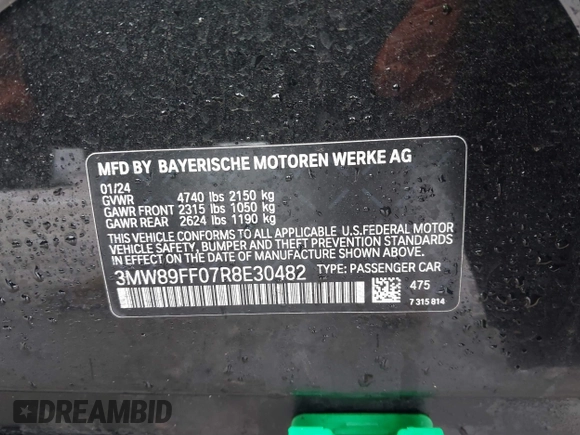 MFD BY BAYERISCHE MOTOREN WERKE AG
01/24
GVWR 4740 lbs 2150 kg
GAWR FRONT 2315 lbs 1050 kg
GAWR REAR 2624 lbs 1190 kg
THIS VEHICLE CONFORMS TO ALL APPLICABLE U.S.FEDERAL MOTOR
VEHICLE SAFETY, BUMPER AND THEFT PREVENTION STANDARDS
IN EFFECT ON THE DATE OF MANUFACTURE SHOWN ABOVE.
3MW89FF07R8E30482 TYPE: PASSENGER CAR
475
7 315 814
DREAMBID